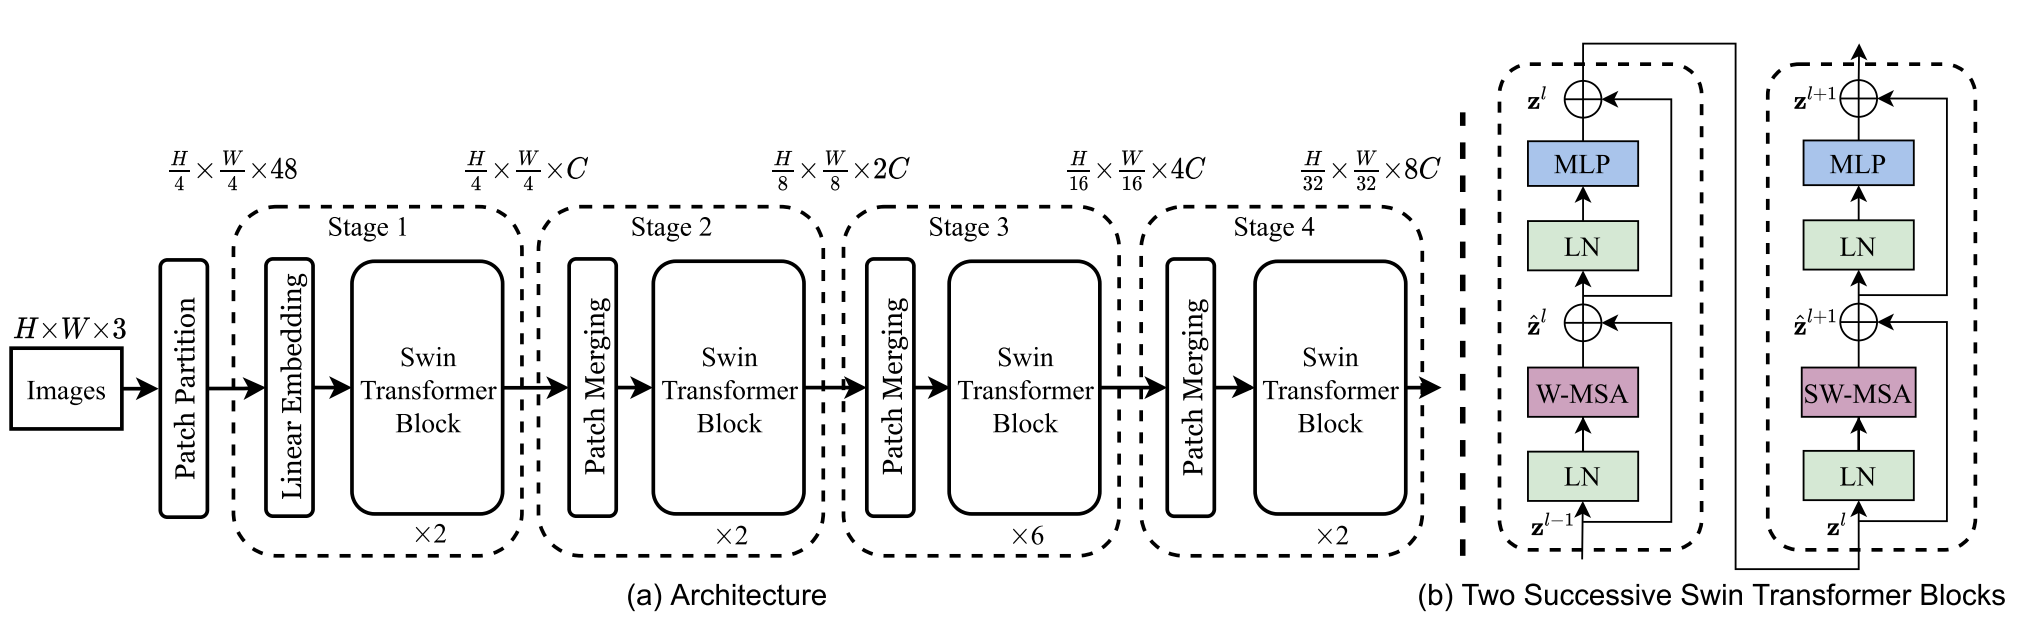 H×W×3
Images
Patch Partition
H/4 × W/4 × 48
Stage 1
Linear Embedding
Swin
Transformer
Block
×2
H/4 × W/4 × C
Stage 2
Patch Merging
Swin
Transformer
Block
×2
H/8 × W/8 × 2C
Stage 3
Patch Merging
Swin
Transformer
Block
×6
H/16 × W/16 × 4C
Stage 4
Patch Merging
Swin
Transformer
Block
×2
H/32 × W/32 × 8C
(a) Architecture
z^l
MLP
LN
ẑ^l
W-MSA
LN
z^{l-1}
z^{l+1}
MLP
LN
ẑ^{l+1}
SW-MSA
LN
z^l
(b) Two Successive Swin Transformer Blocks